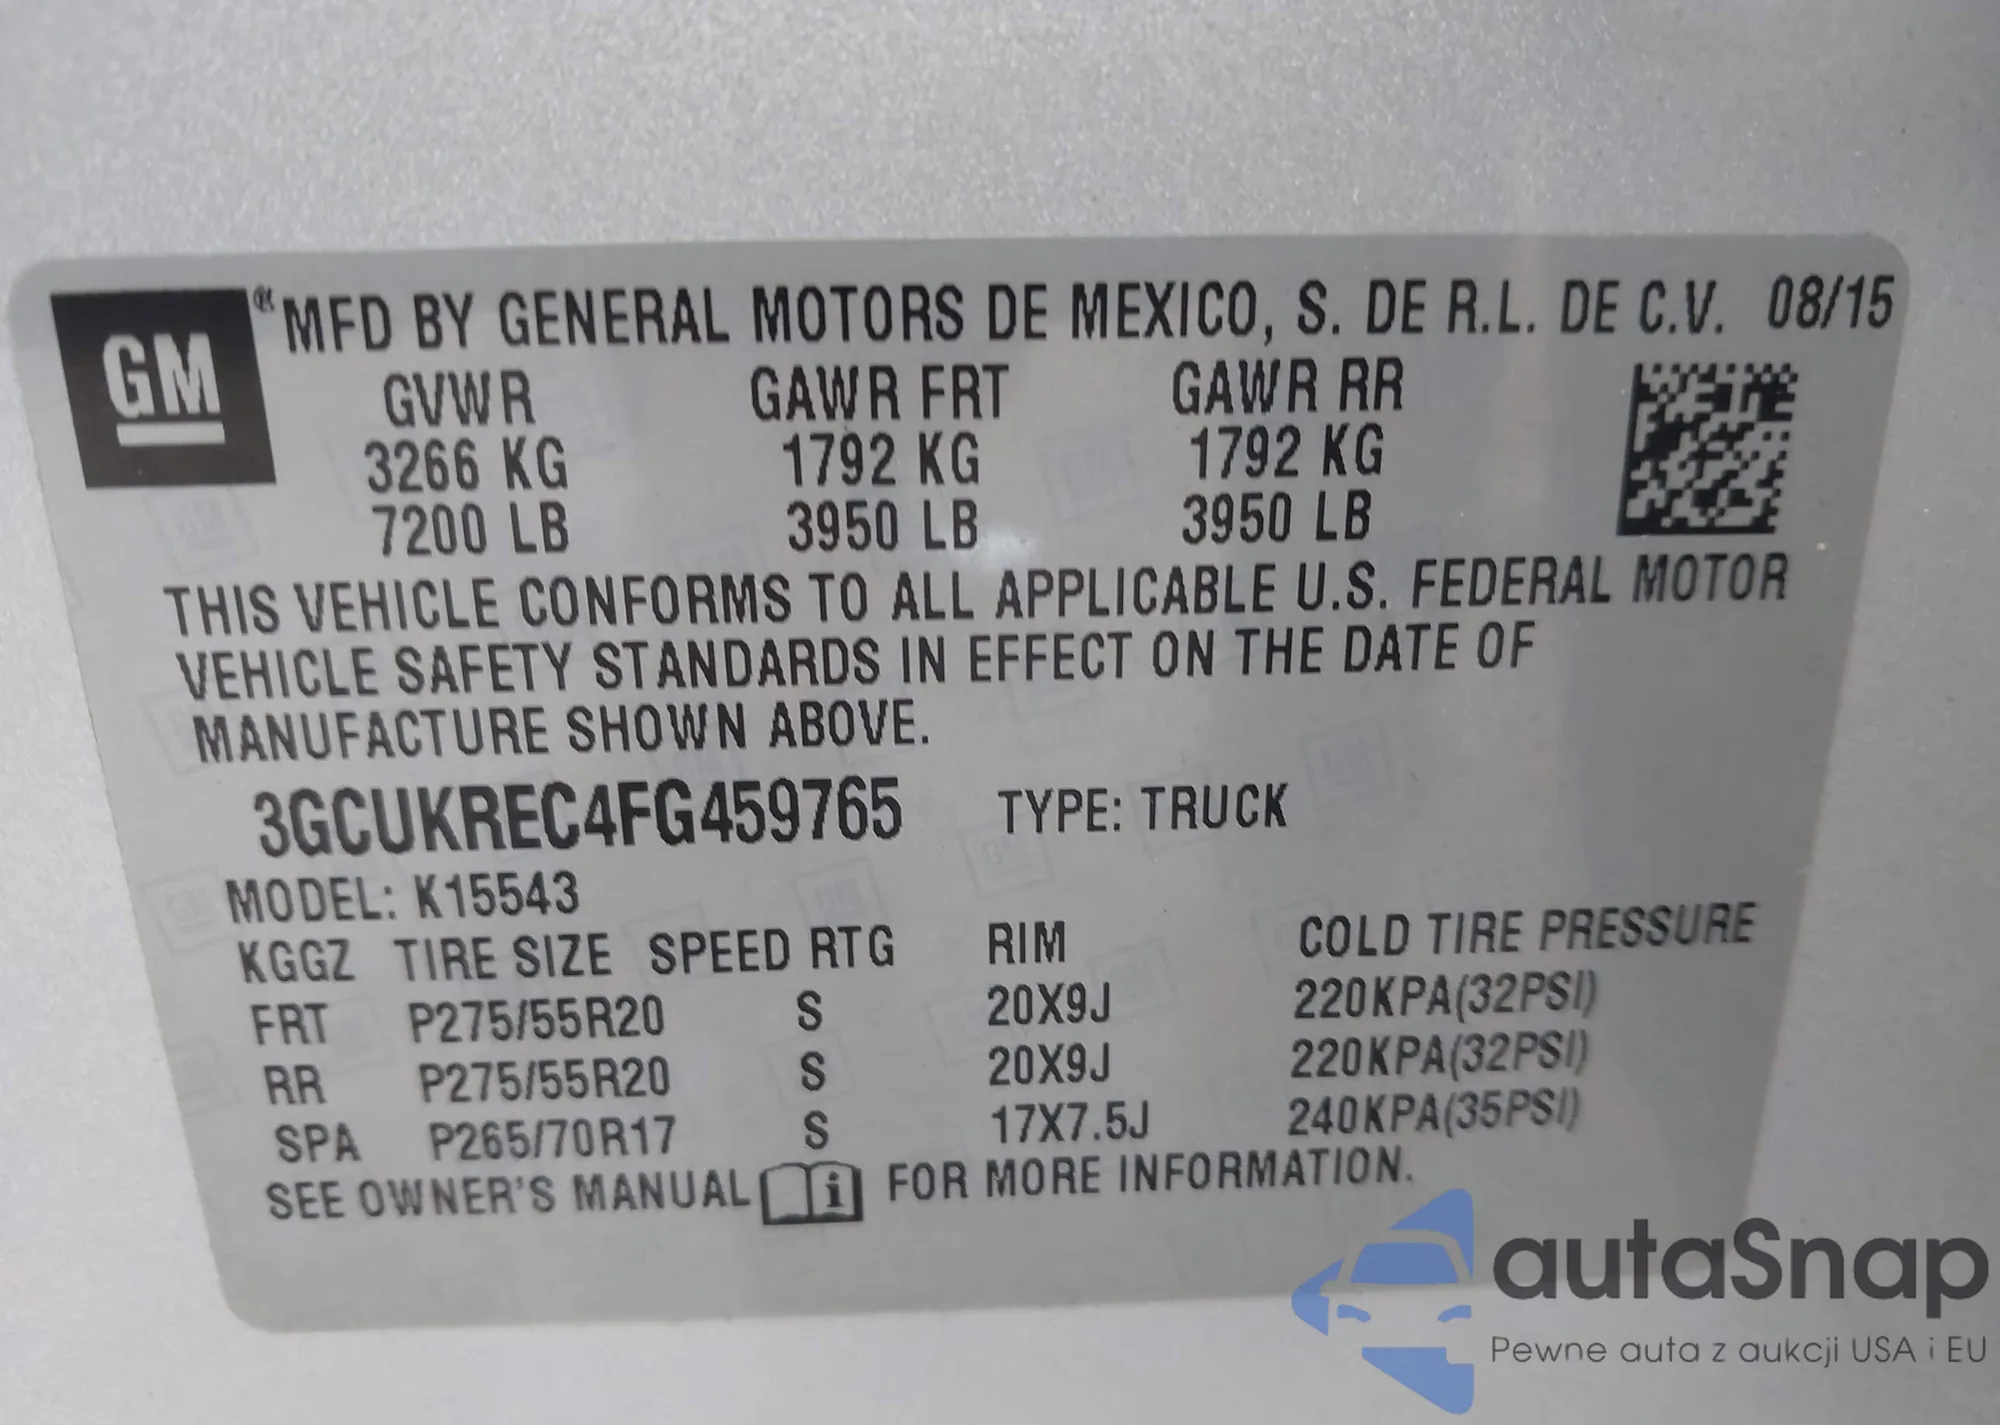 GM
® MFD BY GENERAL MOTORS DE MEXICO, S. DE R.L. DE C.V. 08/15
GVWR GAWR FRT GAWR RR
3266 KG 1792 KG 1792 KG
7200 LB 3950 LB 3950 LB
THIS VEHICLE CONFORMS TO ALL APPLICABLE U.S. FEDERAL MOTOR
VEHICLE SAFETY STANDARDS IN EFFECT ON THE DATE OF
MANUFACTURE SHOWN ABOVE.
3GCUKREC4FG459765 TYPE: TRUCK
MODEL: K15543
KGGZ TIRE SIZE SPEED RTG RIM COLD TIRE PRESSURE
FRT P275/55R20 S 20X9J 220KPA(32PSI)
RR P275/55R20 S 20X9J 220KPA(32PSI)
SPA P265/70R17 S 17X7.5J 240KPA(35PSI)
SEE OWNER'S MANUAL i FOR MORE INFORMATION.
autaSnap
Pewne auta z aukcji USA i EU